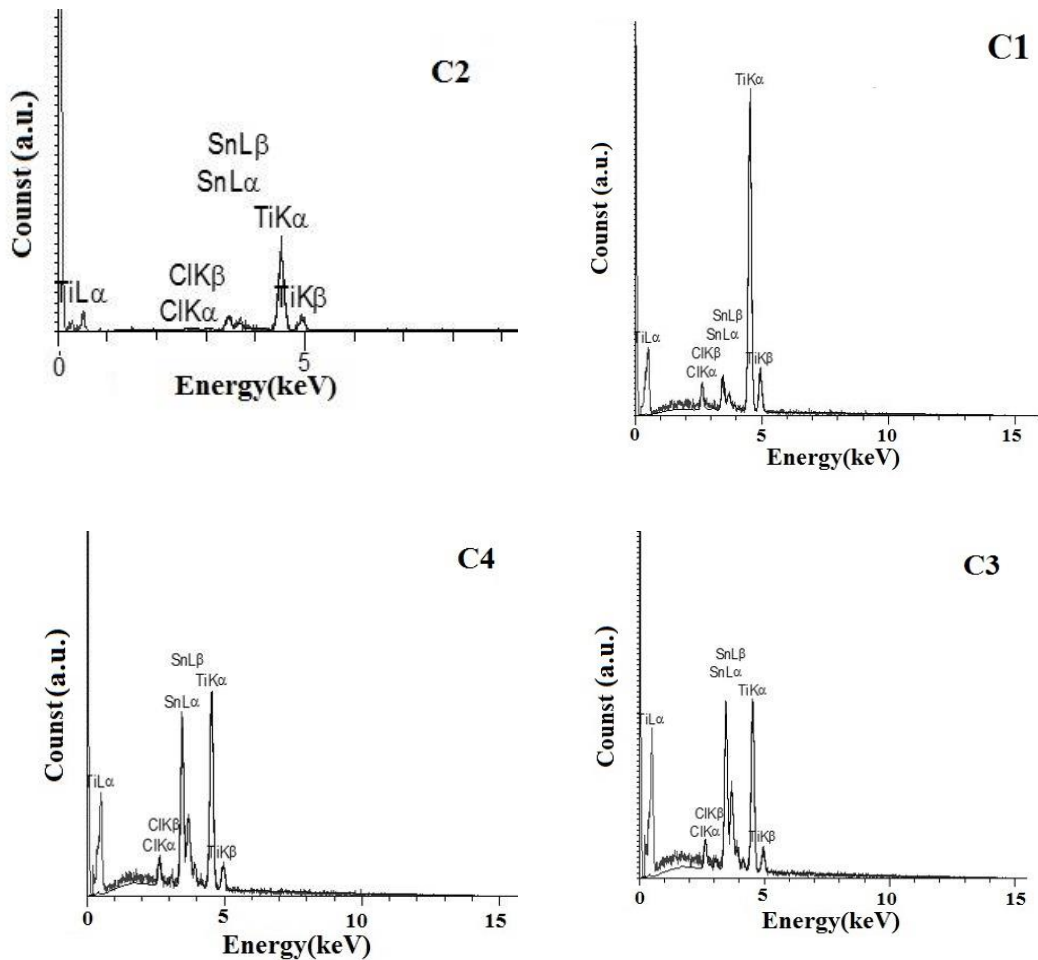 C2
SnLβ
SnLα
TiKα
ClKβ
TiLα
ClKα
TiKβ
0
5
Energy(keV)
Counst (a.u.)
C1
TiKα
SnLβ
SnLα
TiLα
ClKβ
ClKα
TiKβ
0
5
10
15
Energy(keV)
Counst (a.u.)
C4
SnLβ
TiKα
SnLα
TiLα
ClKβ
ClKα
TiKβ
0
5
10
15
Energy(keV)
Counst (a.u.)
C3
SnLβ
SnLα
TiKα
TiLα
ClKβ
ClKα
TiKβ
0
5
10
15
Energy(keV)
Counst (a.u.)